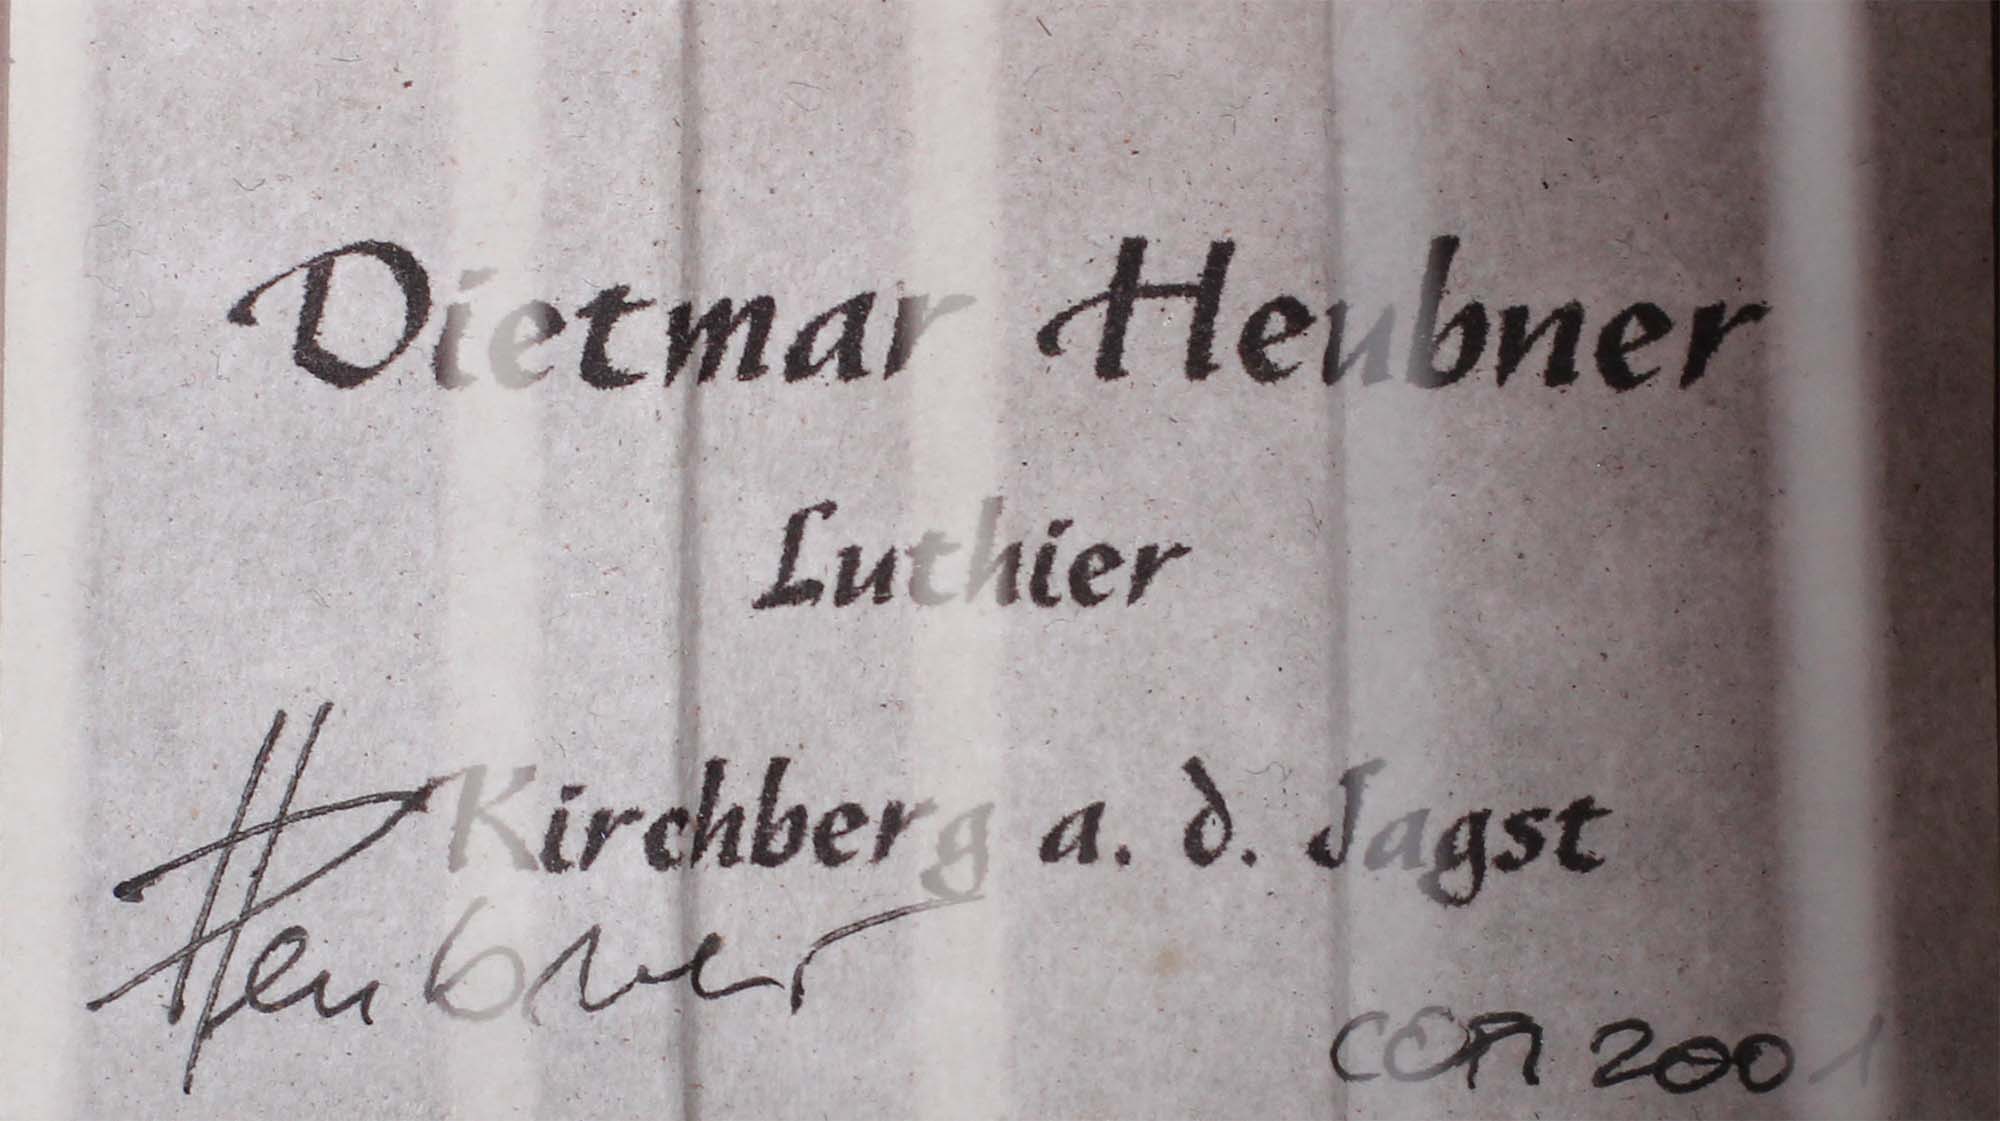 Dietmar Heubner
Luthier
Kirchberg a. d. Jagst
Heubner
2001